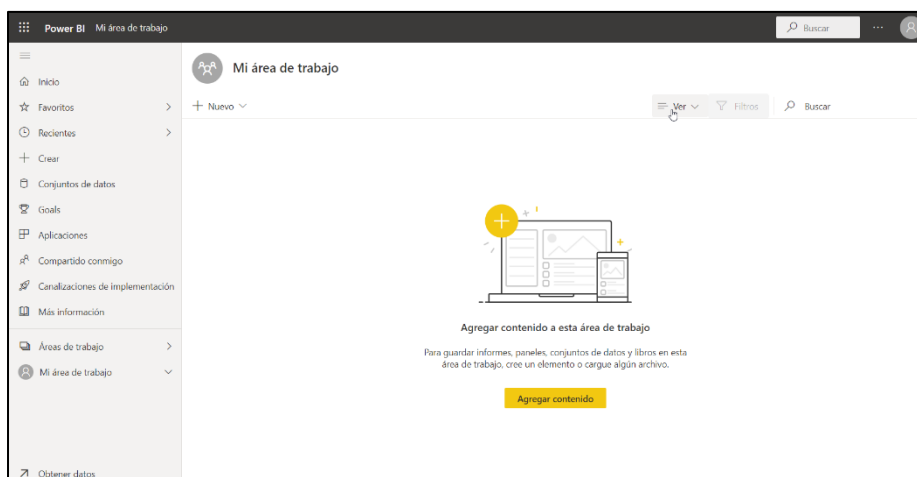 Power BI Mi área de trabajo
Buscar
Mi área de trabajo
Inicio
Favoritos
Recientes
Crear
Conjuntos de datos
Goals
Aplicaciones
Compartido conmigo
Canalizaciones de implementación
Más información
Áreas de trabajo
Mi área de trabajo
Obtener datos
Nuevo
Ver
Filtros
Buscar
Agregar contenido a esta área de trabajo
Para guardar informes, paneles, conjuntos de datos y libros en esta
área de trabajo, cree un elemento o cargue algún archivo.
Agregar contenido